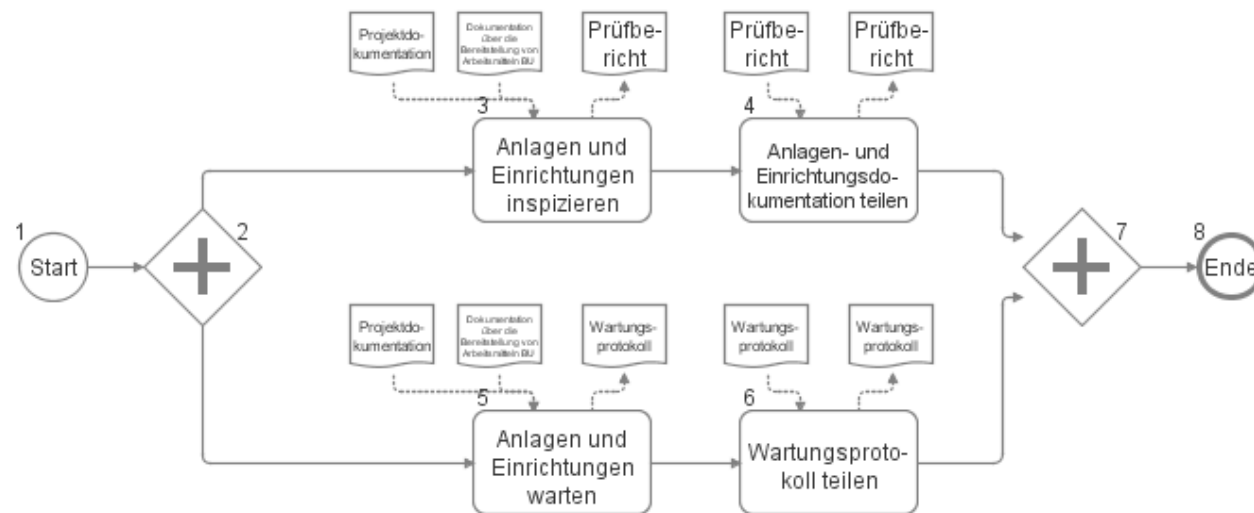 Projektdo-
kumentation
Dokumentation
über die
Bereitstellung von
Arbeitsmitteln BU
Prüfbe-
richt
Prüfbe-
richt
Prüfbe-
richt
3
Anlagen und
Einrichtungen
inspizieren
4
Anlagen- und
Einrichtungsdo-
kumentation teilen
1
Start
2
7
8
Ende
Projektdo-
kumentation
Dokumentation
über die
Bereitstellung von
Arbeitsmitteln BU
Wartungs-
protokoll
Wartungs-
protokoll
Wartungs-
protokoll
5
Anlagen und
Einrichtungen
warten
6
Wartungsproto-
koll teilen